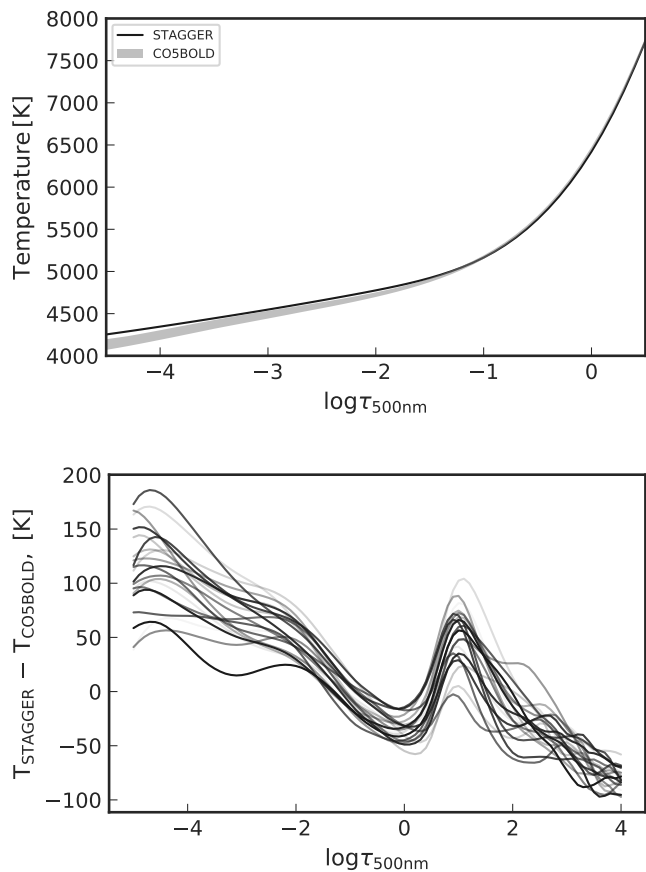 8000
7500
7000
6500
6000
5500
5000
4500
4000
Temperature [K]
STAGGER
CO5BOLD
−4 −3 −2 −1 0
logτ500nm
200
150
100
50
0
−50
−100
TSTAGGER − TCO5BOLD, [K]
−4 −2 0 2 4
logτ500nm